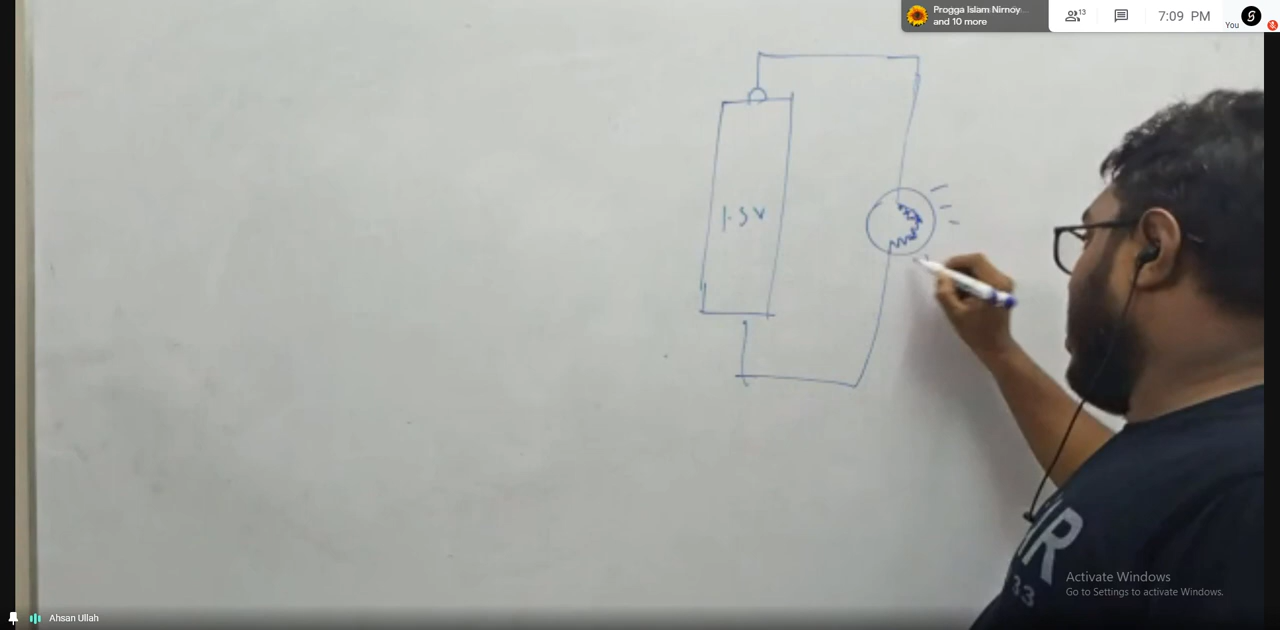 Progga Islam Nirnoy...
and 10 more
13
7:09 PM
You
1.5V
Activate Windows
Go to Settings to activate Windows.
Ahsan Ullah